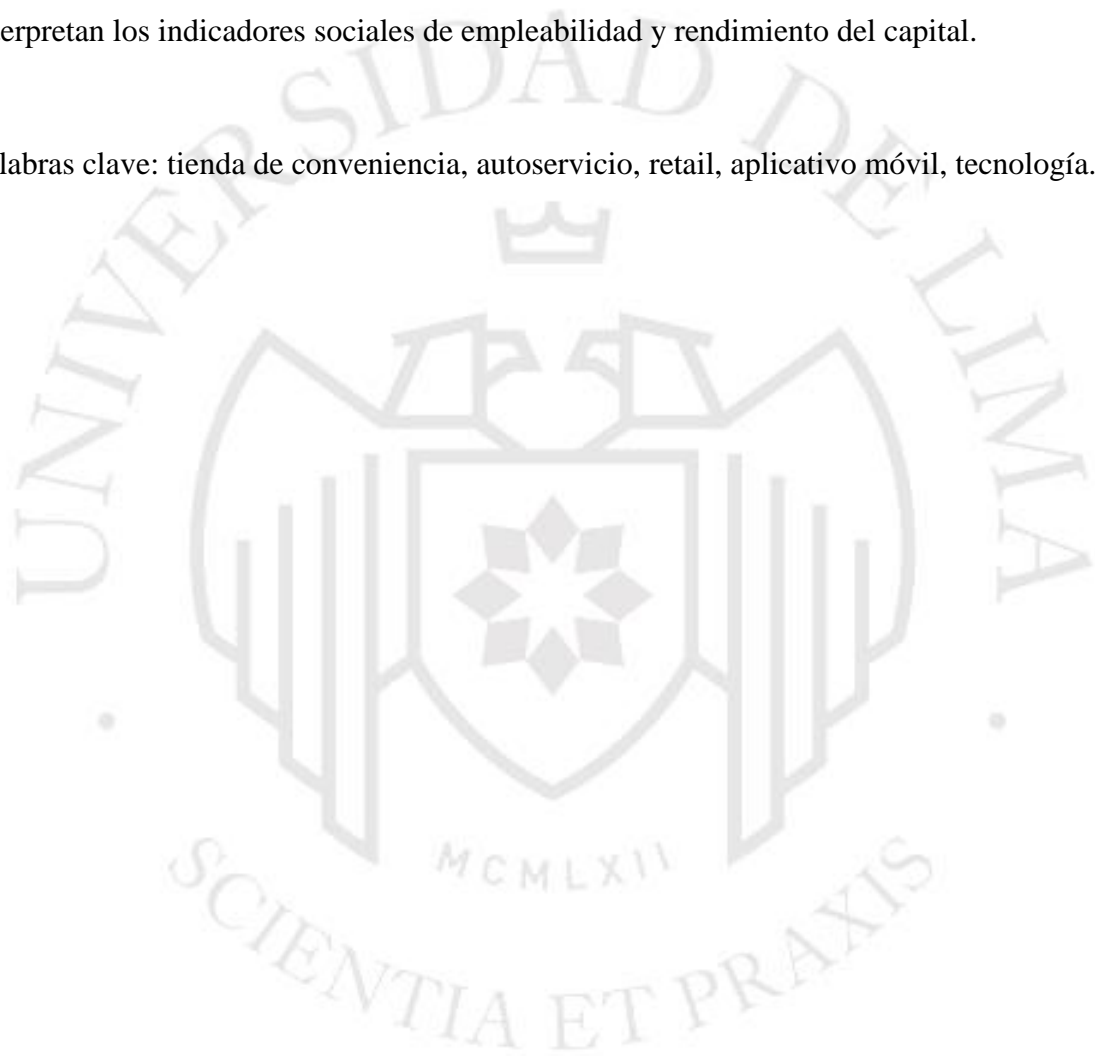 erpretan los indicadores sociales de empleabilidad y rendimiento del capital.
labras clave: tienda de conveniencia, autoservicio, retail, aplicativo móvil, tecnología.
UNIVERSIDAD DE LIMA
MCMLXII
SCIENTIA ET PRAXIS